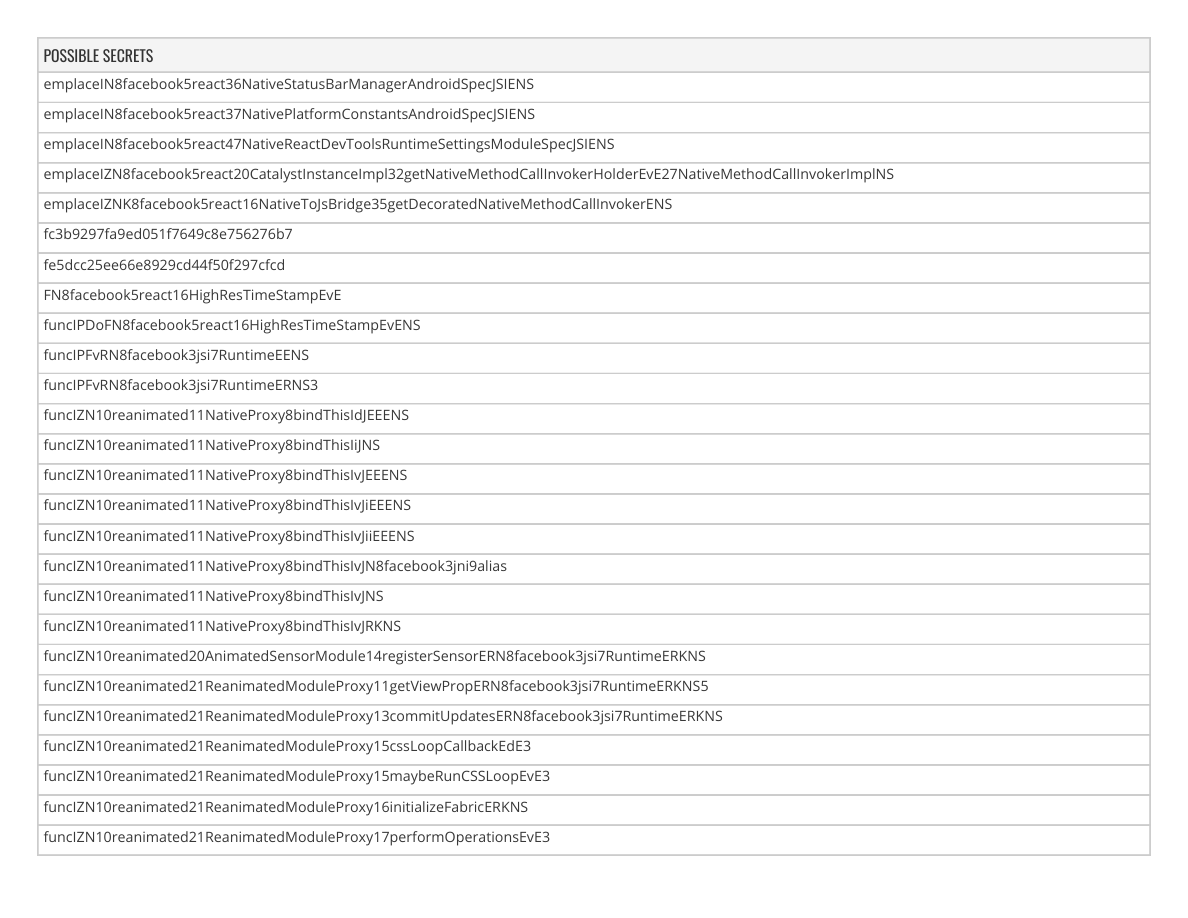 POSSIBLE SECRETS
emplaceIN8facebook5react36NativeStatusBarManagerAndroidSpecJSIENS
emplaceIN8facebook5react37NativePlatformConstantsAndroidSpecJSIENS
emplaceIN8facebook5react47NativeReactDevToolsRuntimeSettingsModuleSpecJSIENS
emplaceIZN8facebook5react20CatalystInstanceImpl32getNativeMethodCallInvokerHolderEvE27NativeMethodCallInvokerImplNS
emplaceIZNK8facebook5react16NativeToJsBridge35getDecoratedNativeMethodCallInvokerENS
fc3b9297fa9ed051f7649c8e756276b7
fe5dcc25ee66e8929cd44f50f297cfcd
FN8facebook5react16HighResTimeStampEvE
funcIPDoFN8facebook5react16HighResTimeStampEvENS
funcIPFvRN8facebook3jsi7RuntimeEENS
funcIPFvRN8facebook3jsi7RuntimeERNS3
funcIZN10reanimated11NativeProxy8bindThisIdJEEENS
funcIZN10reanimated11NativeProxy8bindThisIiJNS
funcIZN10reanimated11NativeProxy8bindThisIvJEEENS
funcIZN10reanimated11NativeProxy8bindThisIvJiEEENS
funcIZN10reanimated11NativeProxy8bindThisIvJiiEEENS
funcIZN10reanimated11NativeProxy8bindThisIvJN8facebook3jni9alias
funcIZN10reanimated11NativeProxy8bindThisIvJNS
funcIZN10reanimated11NativeProxy8bindThisIvJRKNS
funcIZN10reanimated20AnimatedSensorModule14registerSensorERN8facebook3jsi7RuntimeERKNS
funcIZN10reanimated21ReanimatedModuleProxy11getViewPropERN8facebook3jsi7RuntimeERKNS5
funcIZN10reanimated21ReanimatedModuleProxy13commitUpdatesERN8facebook3jsi7RuntimeERKNS
funcIZN10reanimated21ReanimatedModuleProxy15cssLoopCallbackEdE3
funcIZN10reanimated21ReanimatedModuleProxy15maybeRunCSSLoopEvE3
funcIZN10reanimated21ReanimatedModuleProxy16initializeFabricERKNS
funcIZN10reanimated21ReanimatedModuleProxy17performOperationsEvE3